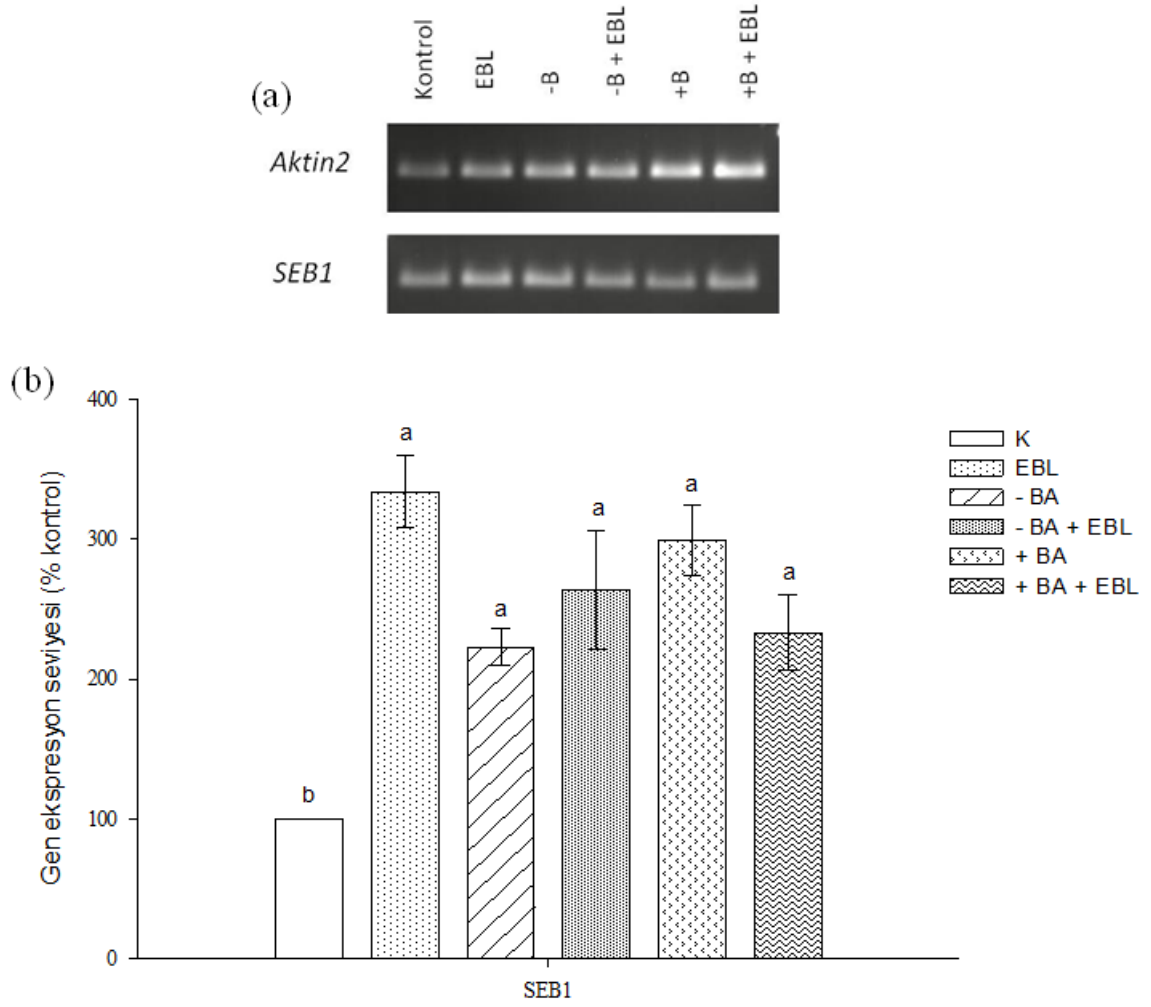 (a)
Kontrol
EBL
-B
-B + EBL
+B
+B + EBL
Aktin2
SEB1
(b)
Gen ekspresyon seviyesi (% kontrol)
400
300
200
100
0
b
a
a
a
a
a
SEB1
K
EBL
- BA
- BA + EBL
+ BA
+ BA + EBL